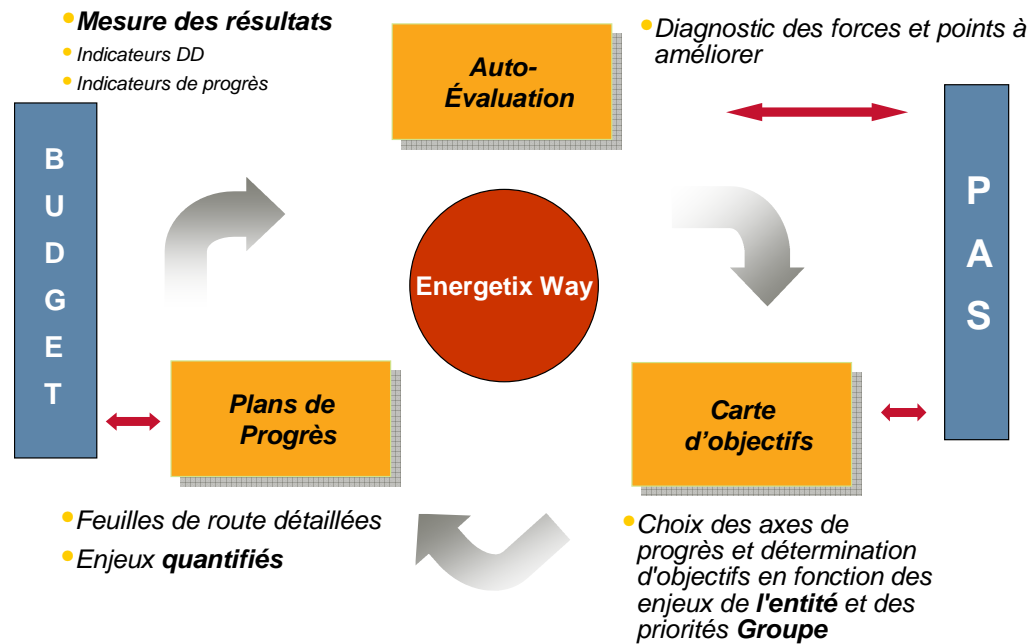 •Mesure des résultats
•Indicateurs DD
•Indicateurs de progrès
Auto-
Évaluation
•Diagnostic des forces et points à
améliorer
B
U
D
G
E
T
P
A
S
Energetix Way
Plans de
Progrès
Carte
d’objectifs
•Feuilles de route détaillées
•Enjeux quantifiés
•Choix des axes de
progrès et détermination
d'objectifs en fonction des
enjeux de l'entité et des
priorités Groupe